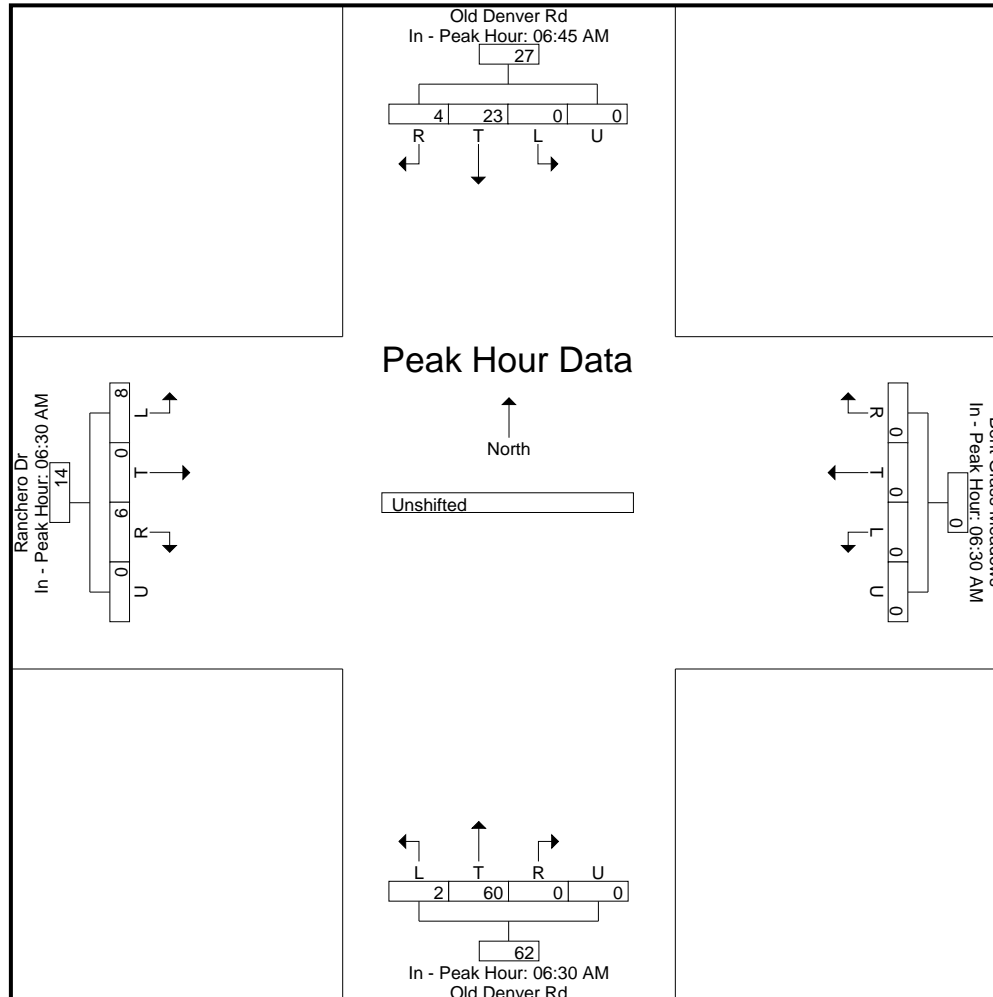 Old Denver Rd
In - Peak Hour: 06:45 AM
27
4 23 0 0
R T L U
Peak Hour Data
North
Unshifted
Ranchero Dr
In - Peak Hour: 06:30 AM
14
8 0 6 0
L T R U
R T L U
0 0 0 0
0
In - Peak Hour: 06:30 AM
L T R U
2 60 0 0
62
In - Peak Hour: 06:30 AM
Old Denver Rd